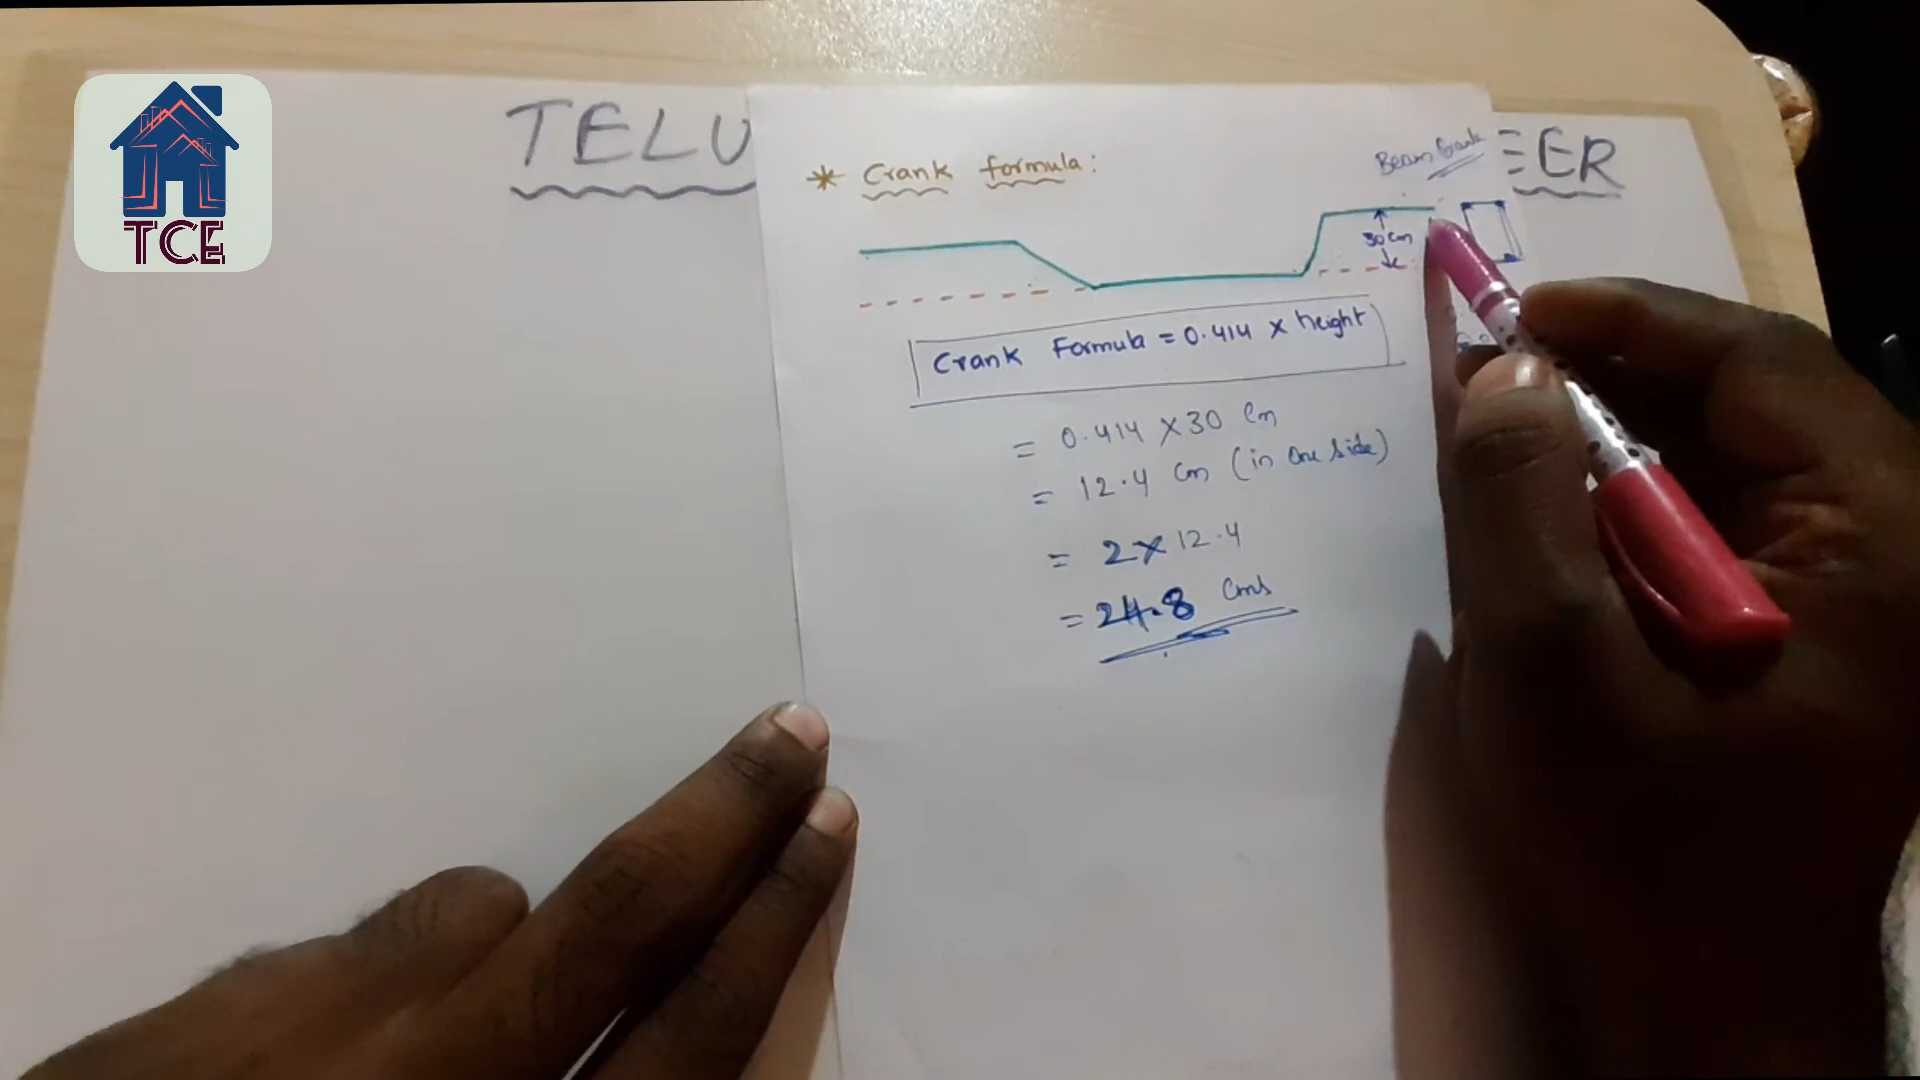 TCE
TELU
EER
* Crank formula:
Beam Crank
30 cm
Crank Formula = 0.414 × height
= 0.414 × 30 cm
= 12.4 cm (in one side)
= 2 × 12.4
= 24.8 cms